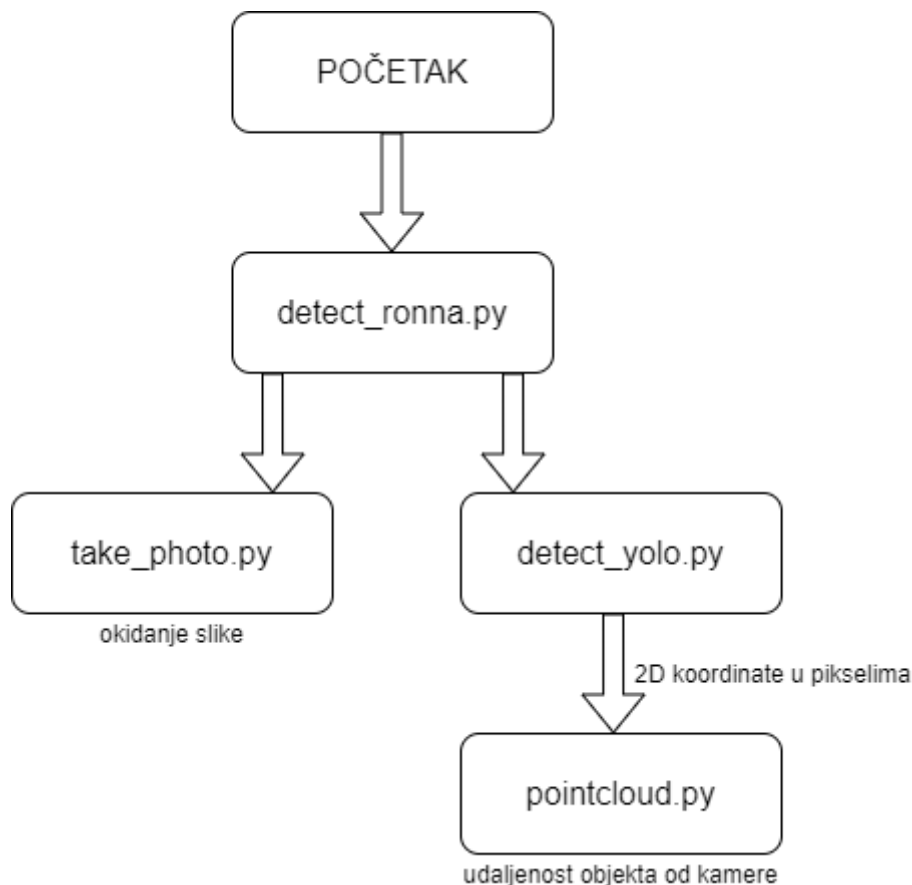 POČETAK
detect_ronna.py
take_photo.py
detect_yolo.py
okidanje slike
2D koordinate u pikselima
pointcloud.py
udaljenost objekta od kamere